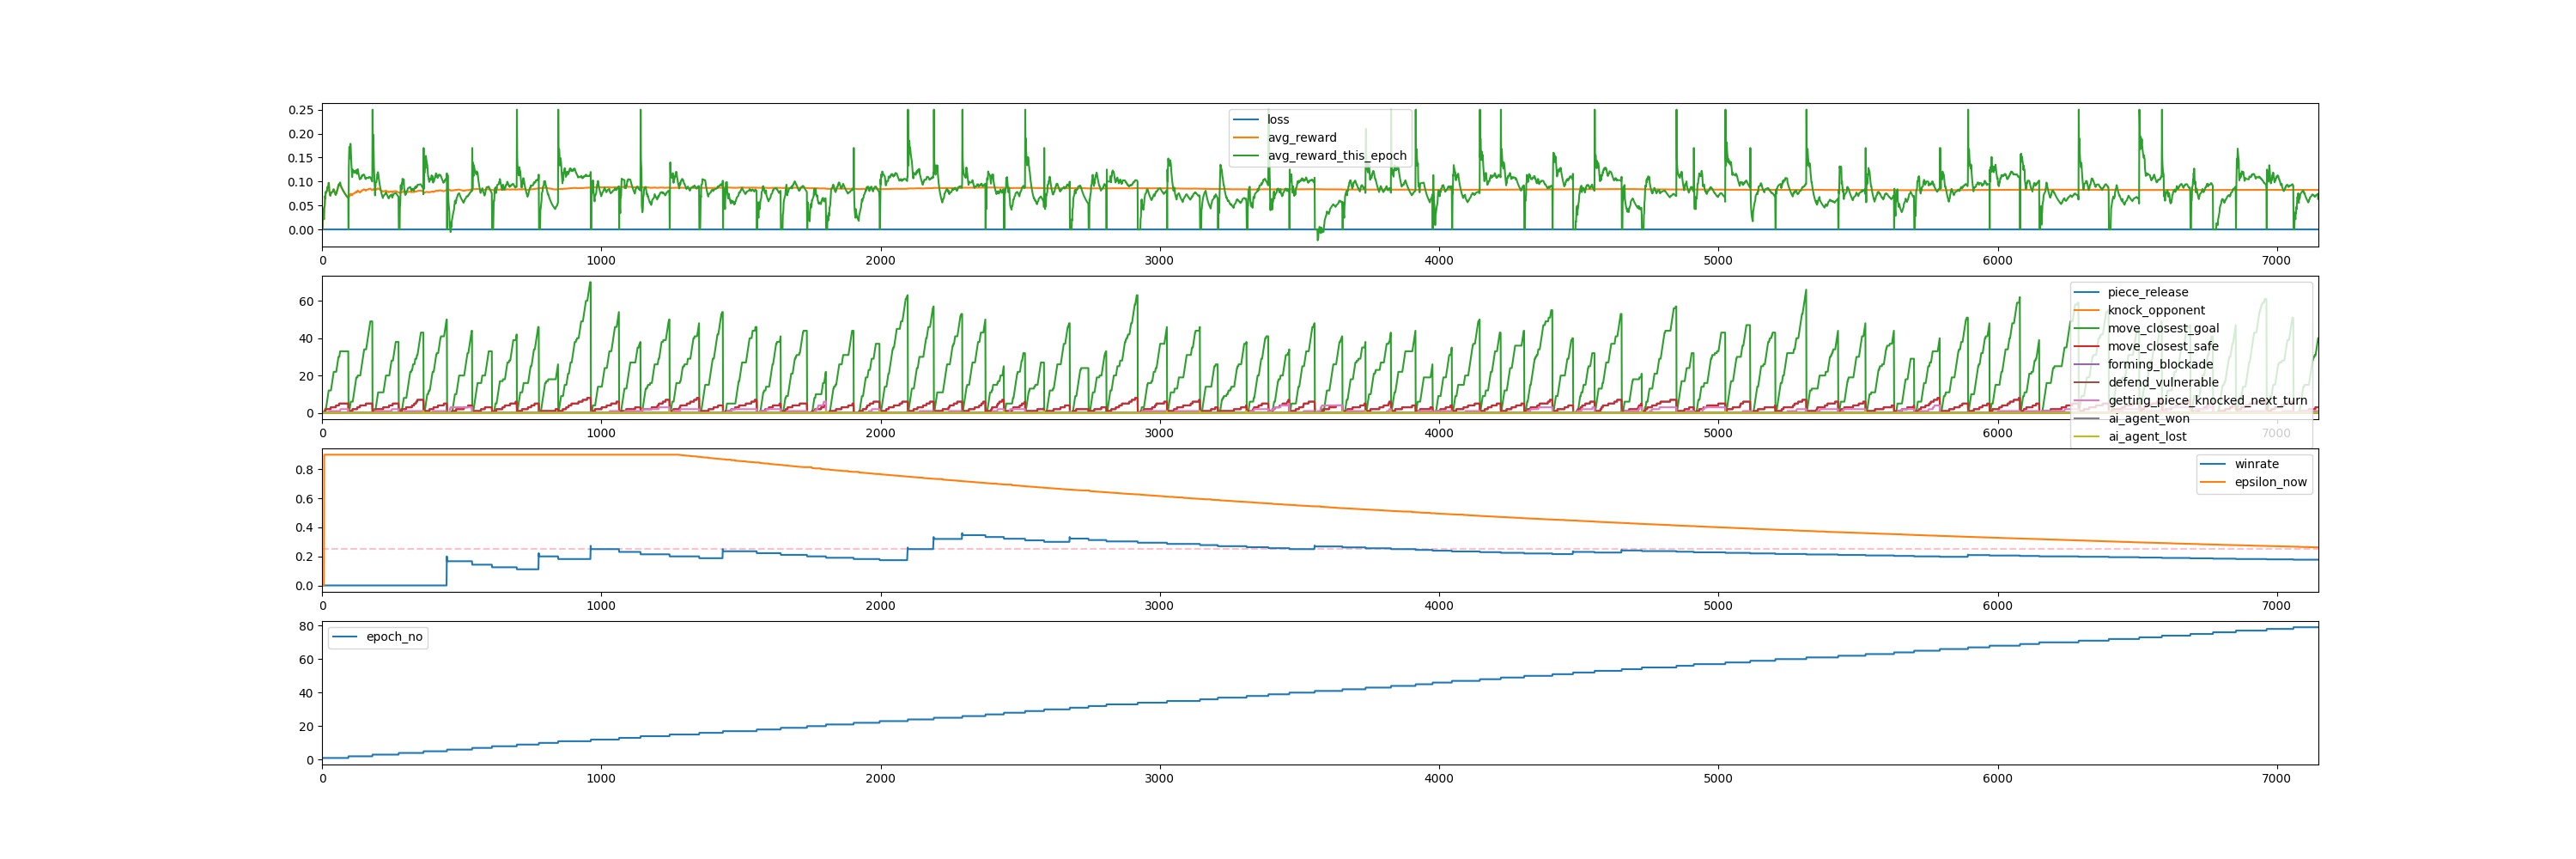 0.25
0.20
0.15
0.10
0.05
0.00
loss
avg_reward
avg_reward_this_epoch
0 1000 2000 3000 4000 5000 6000 7000
60
40
20
0
piece_release
knock_opponent
move_closest_goal
move_closest_safe
forming_blockade
defend_vulnerable
getting_piece_knocked_next_turn
ai_agent_won
ai_agent_lost
0 1000 2000 3000 4000 5000 6000 7000
0.8
0.6
0.4
0.2
0.0
winrate
epsilon_now
0 1000 2000 3000 4000 5000 6000 7000
80
60
40
20
0
epoch_no
0 1000 2000 3000 4000 5000 6000 7000